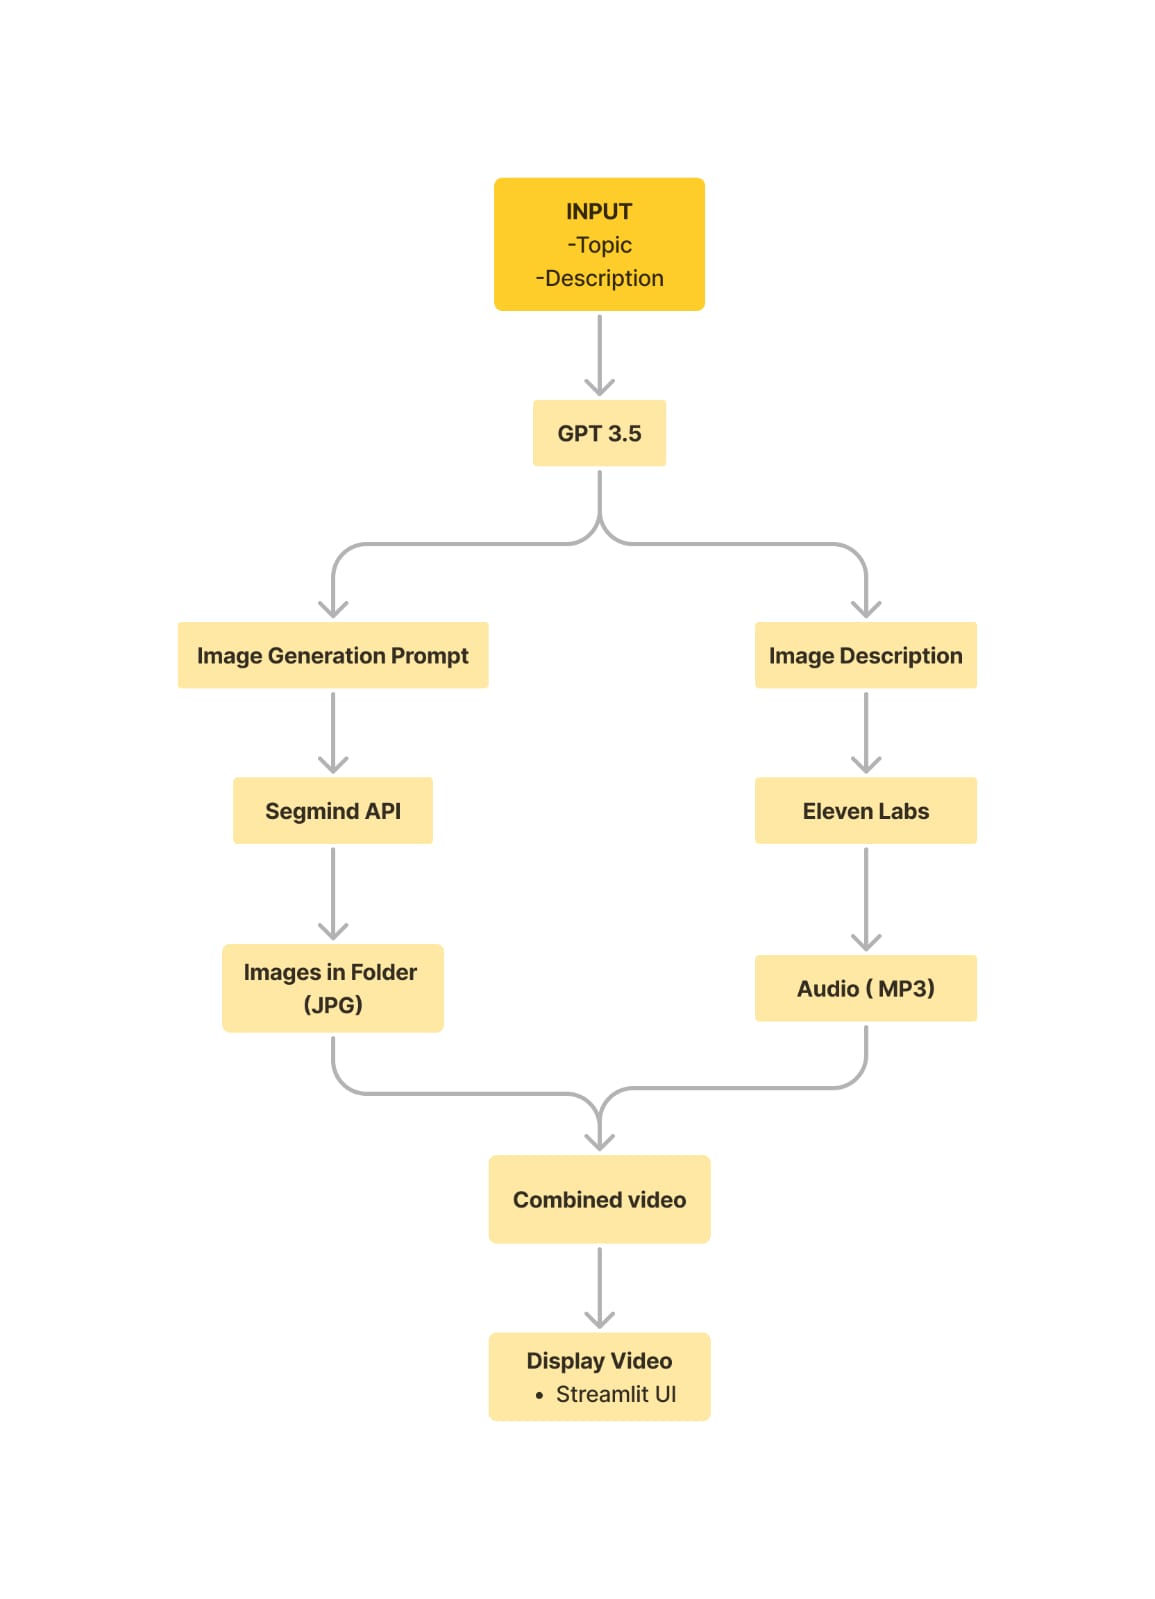 INPUT
-Topic
-Description
GPT 3.5
Image Generation Prompt
Image Description
Segmind API
Eleven Labs
Images in Folder
(JPG)
Audio ( MP3)
Combined video
Display Video
• Streamlit UI